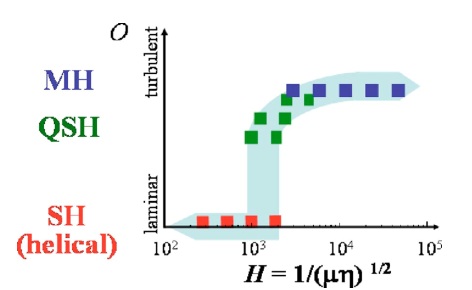 O
turbulent
MH
QSH
laminar
SH
(helical)
10² 10³ 10⁴ 10⁵
H = 1/(μη) ^1/2